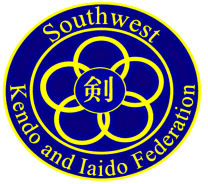 Southwest
剣
Kendo and Iaido Federation